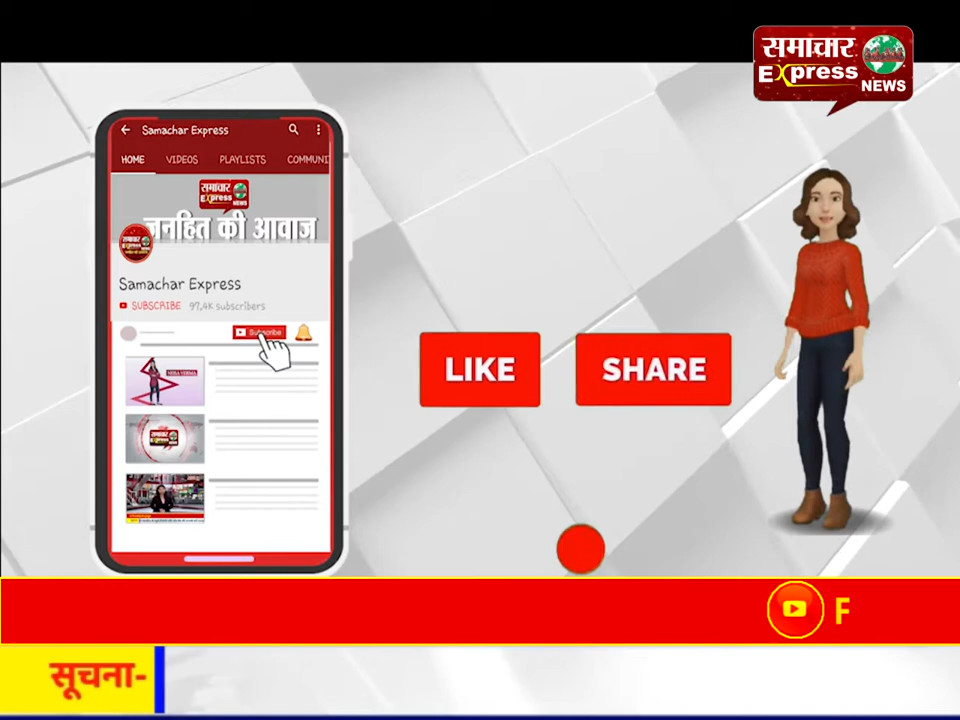 समाचार
Express
NEWS
Samachar Express
HOME VIDEOS PLAYLISTS COMMUNI
समाचार
Express
NEWS
जनहित की आवाज
Samachar Express
SUBSCRIBE 97.4K subscribers
Subscribe
LIKE
SHARE
F
सूचना-